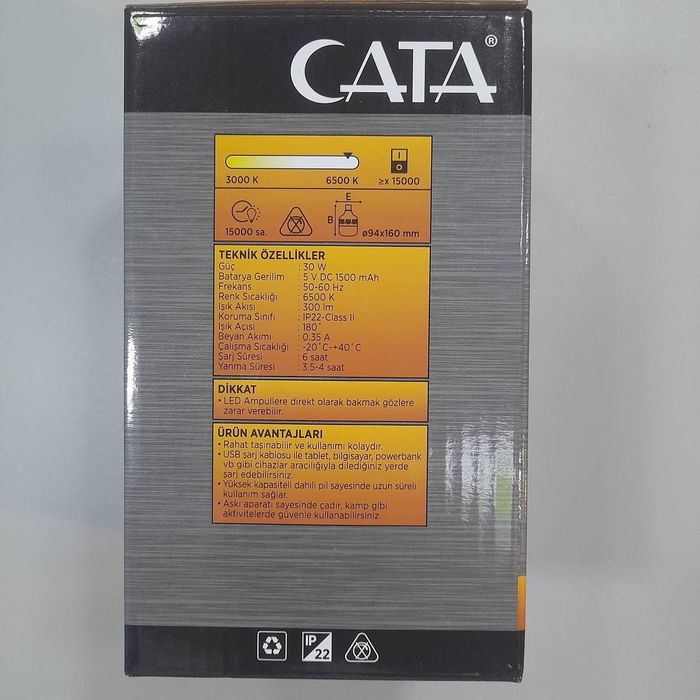 CATA®
3000 K 6500 K ≥x 15000
15000 sa. E B ø94x160 mm
TEKNİK ÖZELLİKLER
Güç : 30 W
Batarya Gerilim : 5 V DC 1500 mAh
Frekans : 50-60 Hz
Renk Sıcaklığı : 6500 K
Işık Akısı : 300 lm
Koruma Sınıfı : IP22-Class II
Işık Açısı : 180°
Beyan Akımı : 0,35 A
Çalışma Sıcaklığı : -20°C-+40°C
Şarj Süresi : 6 saat
Yanma Süresi : 3.5-4 saat
DİKKAT
• LED Ampullere direkt olarak bakmak gözlere
zarar verebilir.
ÜRÜN AVANTAJLARI
• Rahat taşınabilir ve kullanımı kolaydır.
• USB şarj kablosu ile tablet, bilgisayar, powerbank
vb gibi cihazlar aracılığıyla dilediğiniz yerde
şarj edebilirsiniz.
• Yüksek kapasiteli dahili pil sayesinde uzun süreli
kullanım sağlar.
• Askı aparatı sayesinde çadır, kamp gibi
aktivitelerde güvenle kullanabilirsiniz.
IP
22